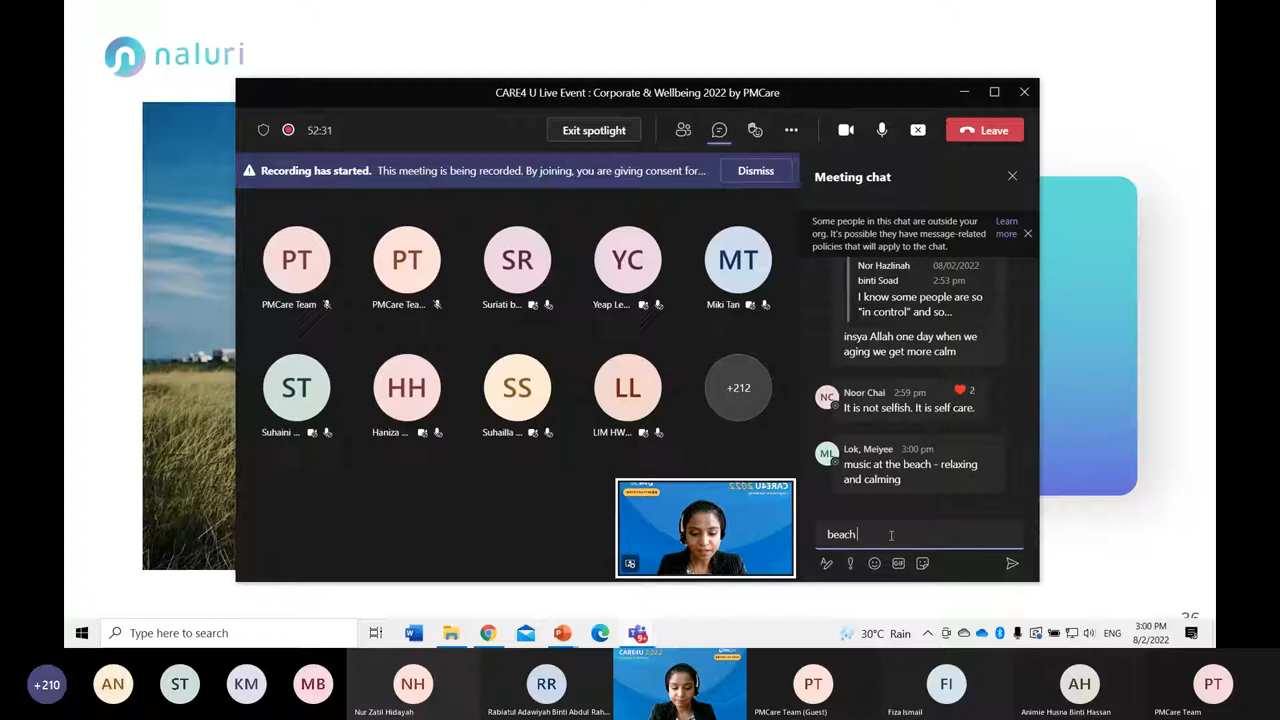 naluri
CARE4 U Live Event : Corporate & Wellbeing 2022 by PMCare
52:31
Exit spotlight
Leave
Recording has started. This meeting is being recorded. By joining, you are giving consent for...
Dismiss
Meeting chat
Some people in this chat are outside your
org. It's possible they have message-related
policies that will apply to the chat.
Learn
more
PT
PT
SR
YC
MT
PMCare Team
PMCare Tea...
Suriati b...
Yeap Le...
Miki Tan
ST
HH
SS
LL
+212
Suhaini ...
Haniza ...
Suhailla ...
LIM HW...
Nor Hazlinah
binti Soad
08/02/2022
2:53 pm
I know some people are so
"in control" and so...
insya Allah one day when we
aging we get more calm
NC
Noor Chai 2:59 pm
2
It is not selfish. It is self care.
ML
Lok, Meiyee 3:00 pm
music at the beach - relaxing
and calming
beach
GIF
CARE4U 2022
36
Type here to search
9+
30°C Rain
ENG
3:00 PM
8/2/2022
+210
AN
ST
KM
MB
NH
Nur Zatil Hidayah
RR
Rabiatul Adawiyah Binti Abdul Rah...
CARE4U 2022
PT
PMCare Team (Guest)
FI
Fiza Ismail
AH
Animie Husna Binti Hassan
PT
PMCare Team